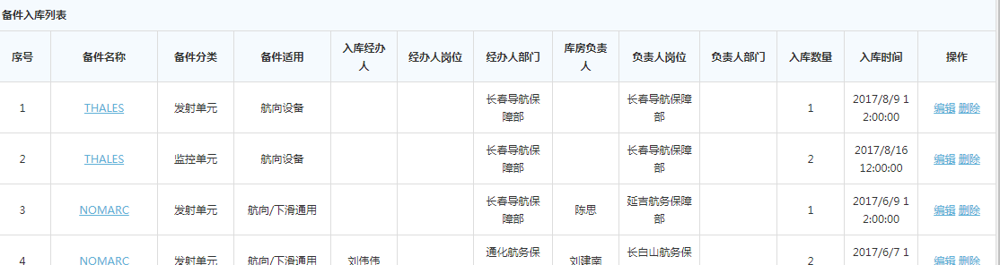 备件入库列表
序号 备件名称 备件分类 备件适用 入库经办人 经办人岗位 经办人部门 库房负责人 负责人岗位 负责人部门 入库数量 入库时间 操作
1 THALES 发射单元 航向设备 长春导航保障部 长春导航保障部 1 2017/8/9 12:00:00 编辑 删除
2 THALES 监控单元 航向设备 长春导航保障部 长春导航保障部 2 2017/8/16 12:00:00 编辑 删除
3 NOMARC 发射单元 航向/下滑通用 长春导航保障部 陈思 延吉航务保障部 1 2017/6/9 12:00:00 编辑 删除
4 NOMARC 发射单元 航向/下滑通用 刘伟伟 通化航务保 刘建南 长白山航务保 2 2017/6/7 1 编辑 删除